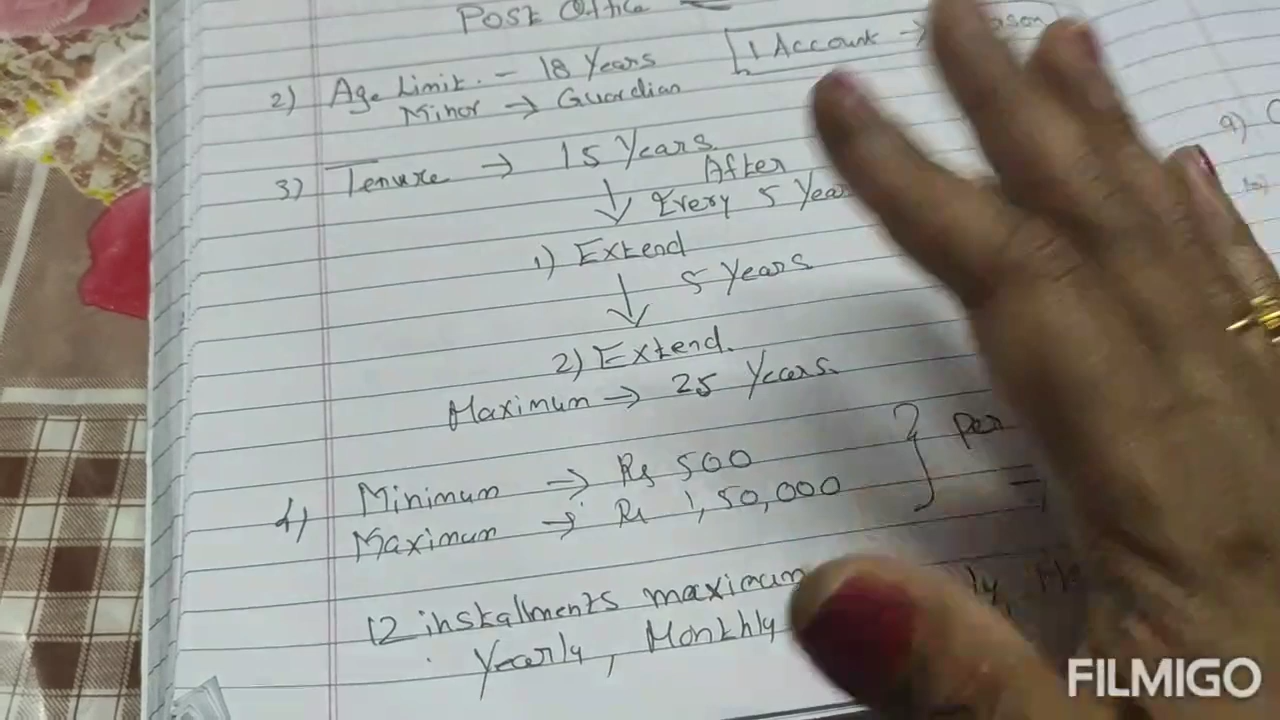 Post Office
2) Age Limit. - 18 Years [1 Account →
Minor → Guardian
3) Tenure → 15 Years
After
Every 5 Year
1) Extend
5 Years
2) Extend.
Maximum → 25 Years.
4) Minimum → Rs 500
Maximum → Rs 1,50,000 } per
12 installments maximum
Yearly, Monthly
9)
10)
FILMIGO